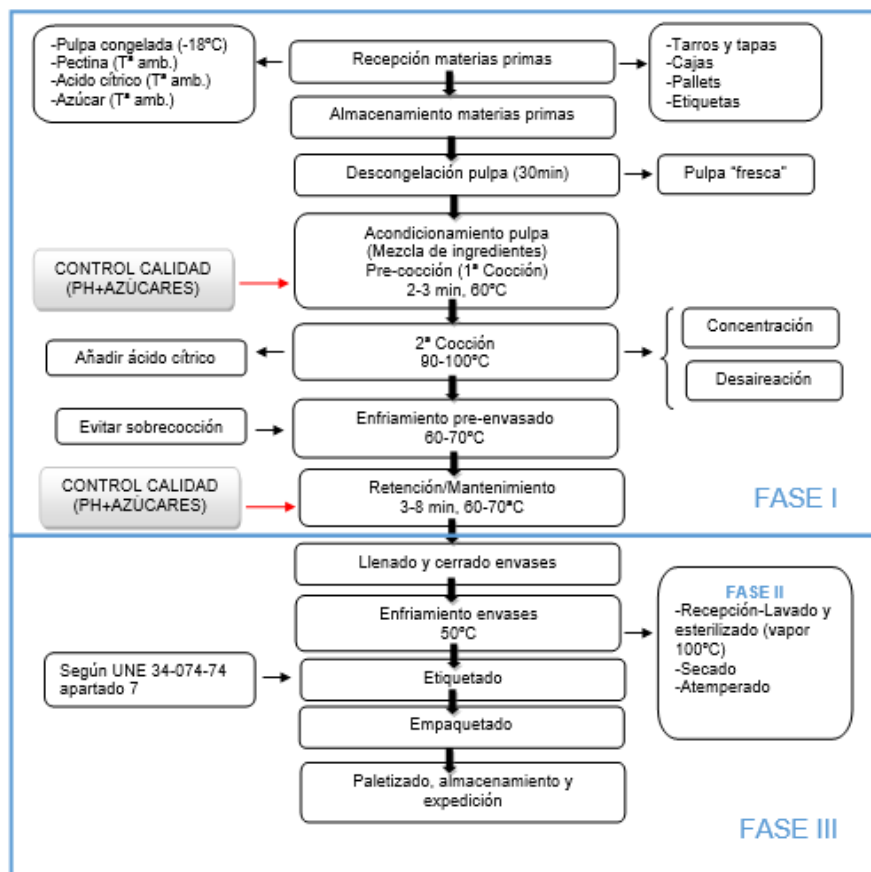 -Pulpa congelada (-18ºC)
-Pectina (Tª amb.)
-Acido cítrico (Tª amb.)
-Azúcar (Tª amb.)
Recepción materias primas
-Tarros y tapas
-Cajas
-Pallets
-Etiquetas
Almacenamiento materias primas
Descongelación pulpa (30min)
Pulpa "fresca"
Acondicionamiento pulpa
(Mezcla de ingredientes)
Pre-cocción (1ª Cocción)
2-3 min, 60ºC
CONTROL CALIDAD
(PH+AZÙCARES)
Añadir ácido cítrico
2ª Cocción
90-100ºC
Concentración
Desaireación
Evitar sobrecocción
Enfriamiento pre-envasado
60-70ºC
CONTROL CALIDAD
(PH+AZÙCARES)
Retención/Mantenimiento
3-8 min, 60-70ªC
FASE I
Llenado y cerrado envases
Enfriamiento envases
50ºC
FASE II
-Recepción-Lavado y
esterilizado (vapor
100ºC)
-Secado
-Atemperado
Según UNE 34-074-74
apartado 7
Etiquetado
Empaquetado
Paletizado, almacenamiento y
expedición
FASE III